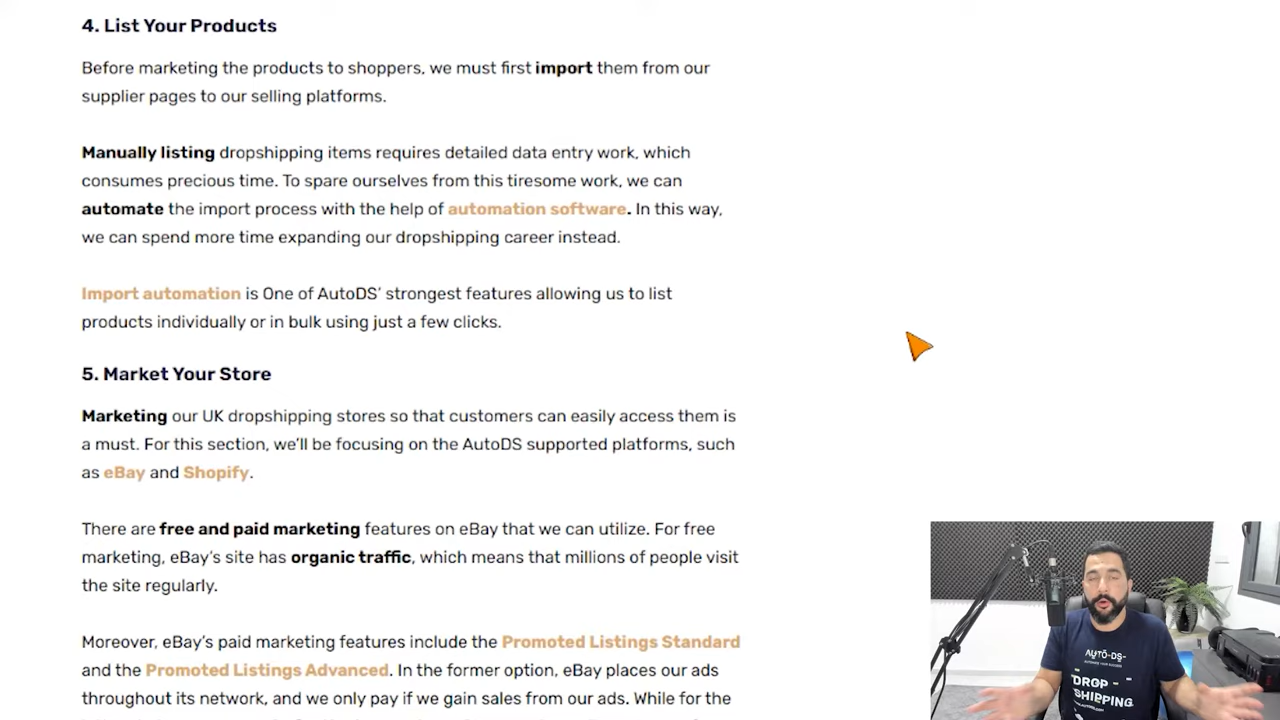 4. List Your Products
Before marketing the products to shoppers, we must first import them from our
supplier pages to our selling platforms.
Manually listing dropshipping items requires detailed data entry work, which
consumes precious time. To spare ourselves from this tiresome work, we can
automate the import process with the help of automation software. In this way,
we can spend more time expanding our dropshipping career instead.
Import automation is One of AutoDS' strongest features allowing us to list
products individually or in bulk using just a few clicks.
5. Market Your Store
Marketing our UK dropshipping stores so that customers can easily access them is
a must. For this section, we'll be focusing on the AutoDS supported platforms, such
as eBay and Shopify.
There are free and paid marketing features on eBay that we can utilize. For free
marketing, eBay's site has organic traffic, which means that millions of people visit
the site regularly.
Moreover, eBay's paid marketing features include the Promoted Listings Standard
and the Promoted Listings Advanced. In the former option, eBay places our ads
throughout its network, and we only pay if we gain sales from our ads. While for the
AUTO-DS
DROP
SHIPPING